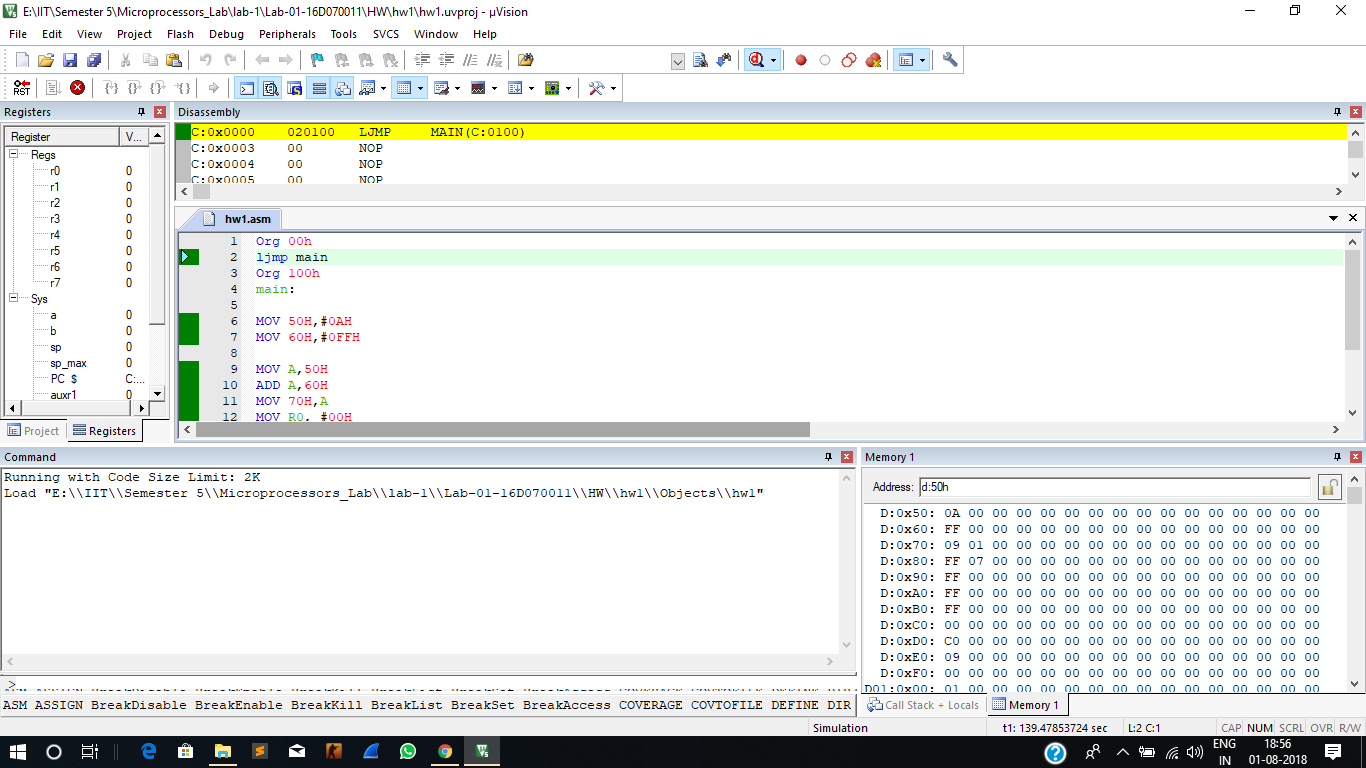 E:\IIT\Semester 5\Microprocessors_Lab\lab-1\Lab-01-16D070011\HW\hw1\hw1.uvproj - µVision
File Edit View Project Flash Debug Peripherals Tools SVCS Window Help
RST
Registers
Register V...
Regs
r0 0
r1 0
r2 0
r3 0
r4 0
r5 0
r6 0
r7 0
Sys
a 0
b 0
sp 0
sp_max 0
PC $ C:...
auxr1 0
Project Registers
Disassembly
C:0x0000 020100 LJMP MAIN(C:0100)
C:0x0003 00 NOP
C:0x0004 00 NOP
C:0x0005 00 NOP
hw1.asm
1 Org 00h
2 ljmp main
3 Org 100h
4 main:
5
6 MOV 50H,#0AH
7 MOV 60H,#0FFH
8
9 MOV A,50H
10 ADD A,60H
11 MOV 70H,A
12 MOV R0, #00H
Command
Running with Code Size Limit: 2K
Load "E:\\IIT\\Semester 5\\Microprocessors_Lab\\lab-1\\Lab-01-16D070011\\HW\\hw1\\Objects\\hw1"
>
ASM ASSIGN BreakDisable BreakEnable BreakKill BreakList BreakSet BreakAccess COVERAGE COVTOFILE DEFINE DIR
Memory 1
Address: d:50h
D:0x50: 0A 00 00 00 00 00 00 00 00 00 00 00 00 00 00 00
D:0x60: FF 00 00 00 00 00 00 00 00 00 00 00 00 00 00 00
D:0x70: 09 01 00 00 00 00 00 00 00 00 00 00 00 00 00 00
D:0x80: FF 07 00 00 00 00 00 00 00 00 00 00 00 00 00 00
D:0x90: FF 00 00 00 00 00 00 00 00 00 00 00 00 00 00 00
D:0xA0: FF 00 00 00 00 00 00 00 00 00 00 00 00 00 00 00
D:0xB0: FF 00 00 00 00 00 00 00 00 00 00 00 00 00 00 00
D:0xC0: 00 00 00 00 00 00 00 00 00 00 00 00 00 00 00 00
D:0xD0: C0 00 00 00 00 00 00 00 00 00 00 00 00 00 00 00
D:0xE0: 09 00 00 00 00 00 00 00 00 00 00 00 00 00 00 00
D:0xF0: 00 00 00 00 00 00 00 00 00 00 00 00 00 00 00 00
D01:0x00: 01 00 00 00 00 00 00 00 00 00 00 00 00 00 00 00
Call Stack + Locals Memory 1
Simulation t1: 139.47853724 sec L:2 C:1 CAP NUM SCRL OVR R/W
ENG 18:56
IN 01-08-2018